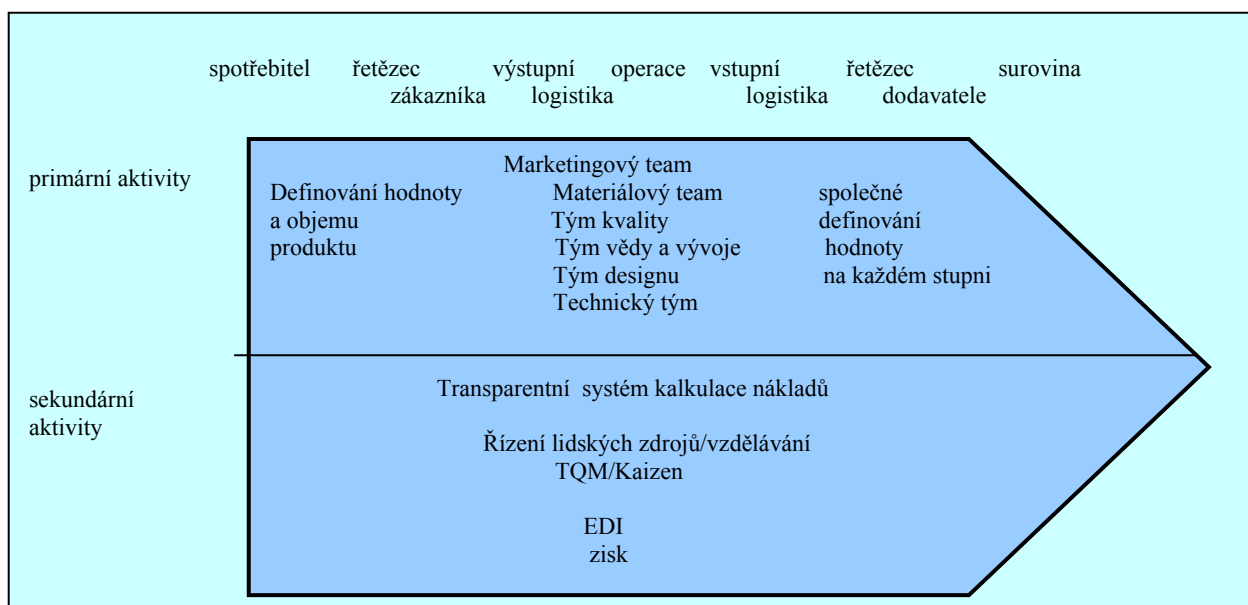 spotřebitel řetězec výstupní operace vstupní řetězec surovina
zákazníka logistika logistika dodavatele
primární aktivity
Marketingový team
Definování hodnoty Materiálový team společné
a objemu Tým kvality definování
produktu Tým vědy a vývoje hodnoty
Tým designu na každém stupni
Technický tým
sekundární
aktivity
Transparentní systém kalkulace nákladů
Řízení lidských zdrojů/vzdělávání
TQM/Kaizen
EDI
zisk